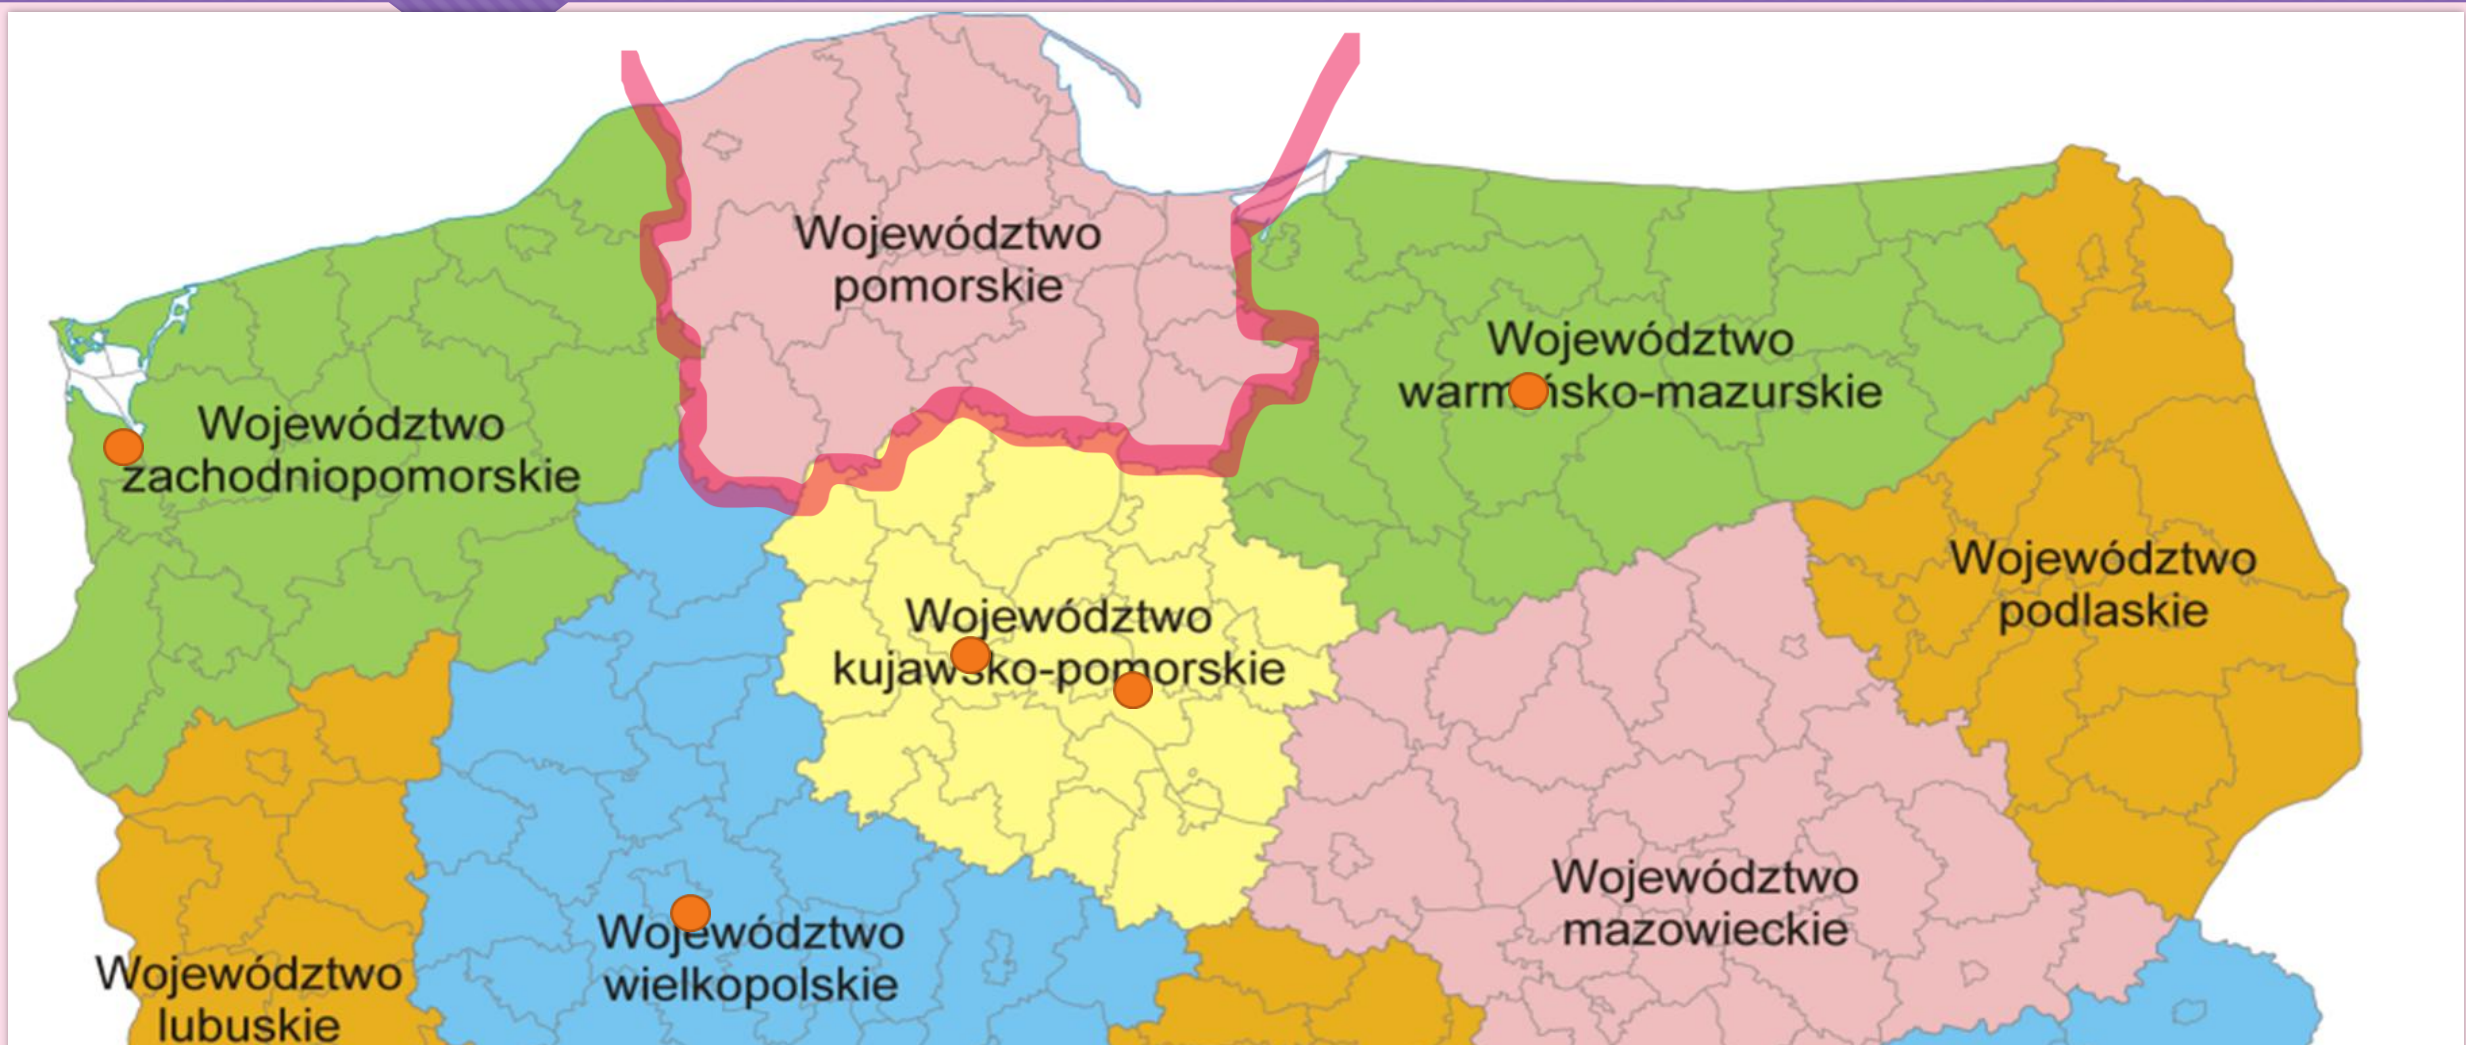 Województwo
pomorskie
Województwo
warmińsko-mazurskie
Województwo
zachodniopomorskie
Województwo
podlaskie
Województwo
kujawsko-pomorskie
Województwo
mazowieckie
Województwo
wielkopolskie
Województwo
lubuskie